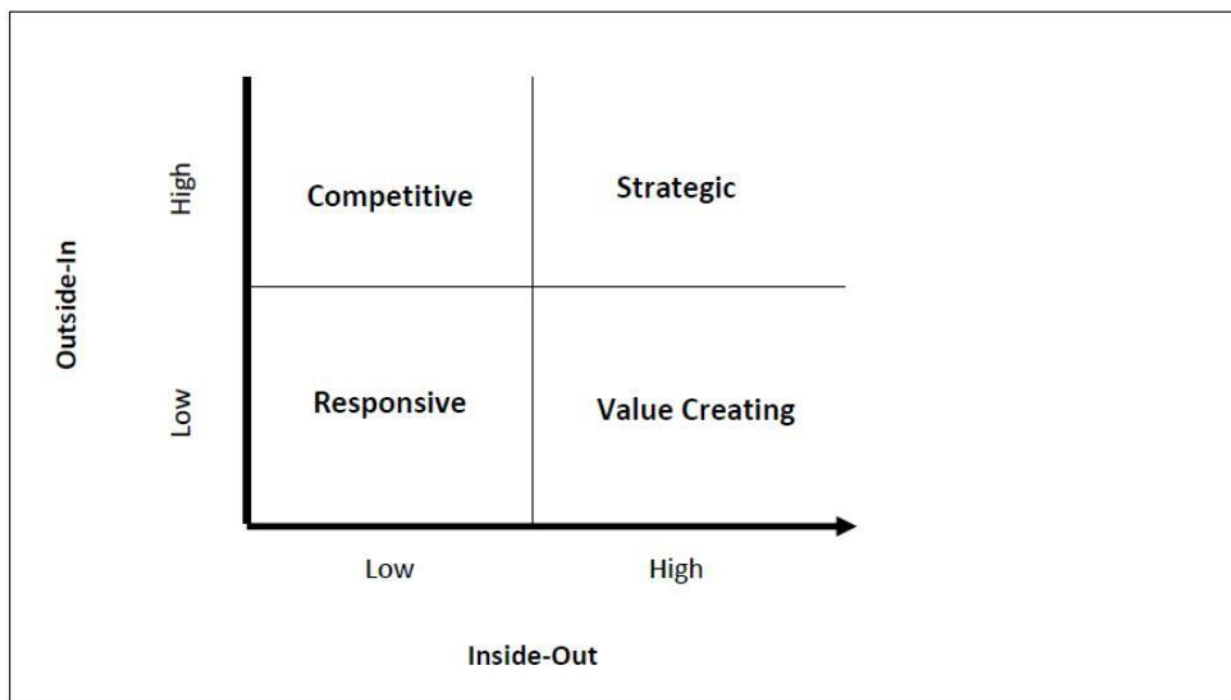 High
Competitive
Strategic
Outside-In
Low
Responsive
Value Creating
Low
High
Inside-Out